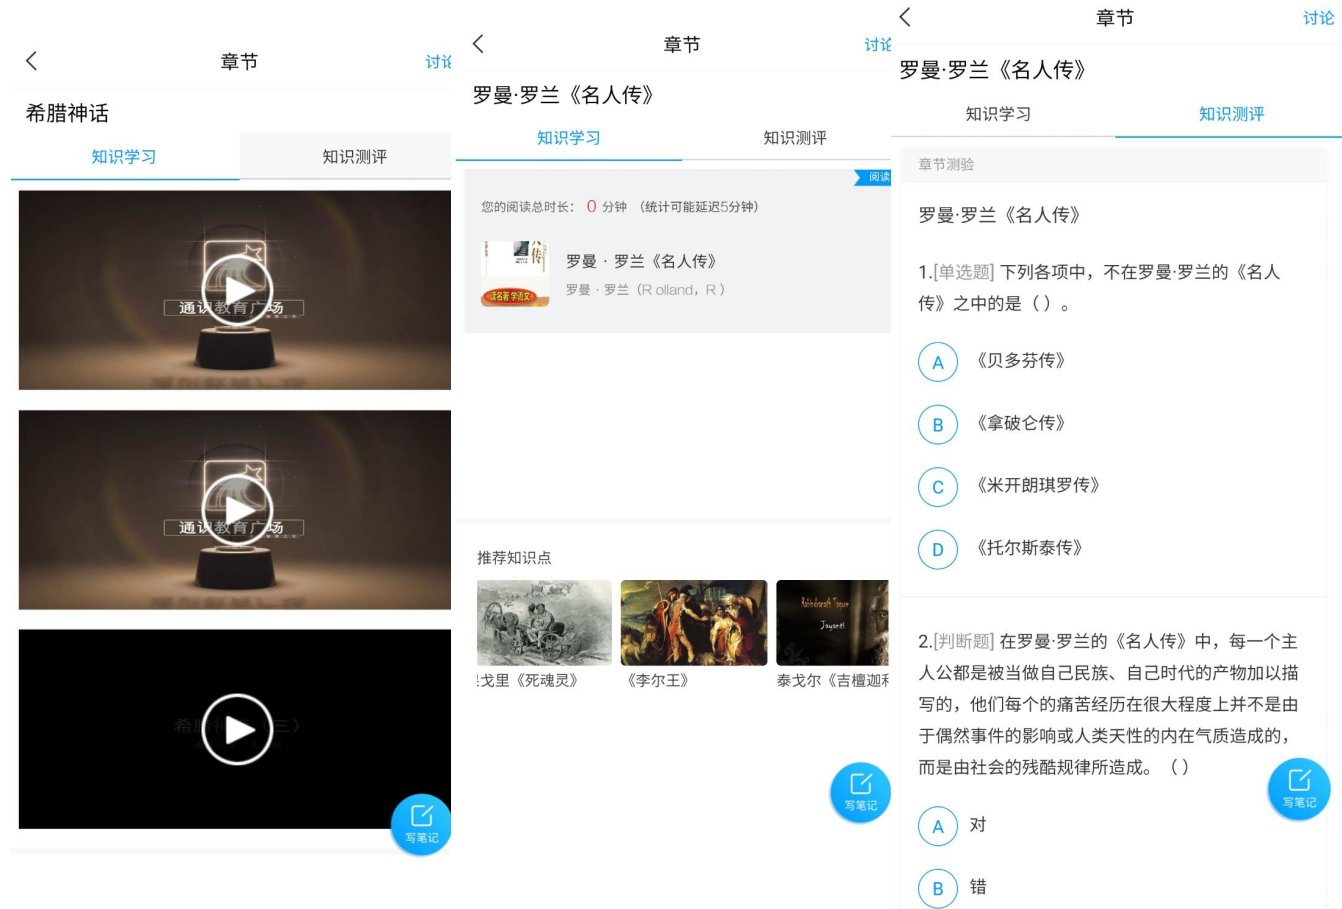 章节
希腊神话
知识学习
知识测评
通识教育广场
通识教育广场
写笔记
章节
罗曼·罗兰《名人传》
知识学习
知识测评
阅读
您的阅读总时长： 0 分钟 （统计可能延迟5分钟）
罗曼·罗兰《名人传》
罗曼·罗兰（R olland，R ）
读名著 学语文
推荐知识点
戈里《死魂灵》
《李尔王》
Rabindranath Tagore
Jayanti
泰戈尔《吉檀迦利
写笔记
章节
讨论
罗曼·罗兰《名人传》
知识学习
知识测评
章节测验
罗曼·罗兰《名人传》
1.[单选题] 下列各项中，不在罗曼·罗兰的《名人
传》之中的是（ ）。
A 《贝多芬传》
B 《拿破仑传》
C 《米开朗琪罗传》
D 《托尔斯泰传》
2.[判断题] 在罗曼·罗兰的《名人传》中，每一个主
人公都是被当做自己民族、自己时代的产物加以描
写的，他们每个的痛苦经历在很大程度上并不是由
于偶然事件的影响或人类天性的内在气质造成的，
而是由社会的残酷规律所造成。（ ）
A 对
B 错
写笔记